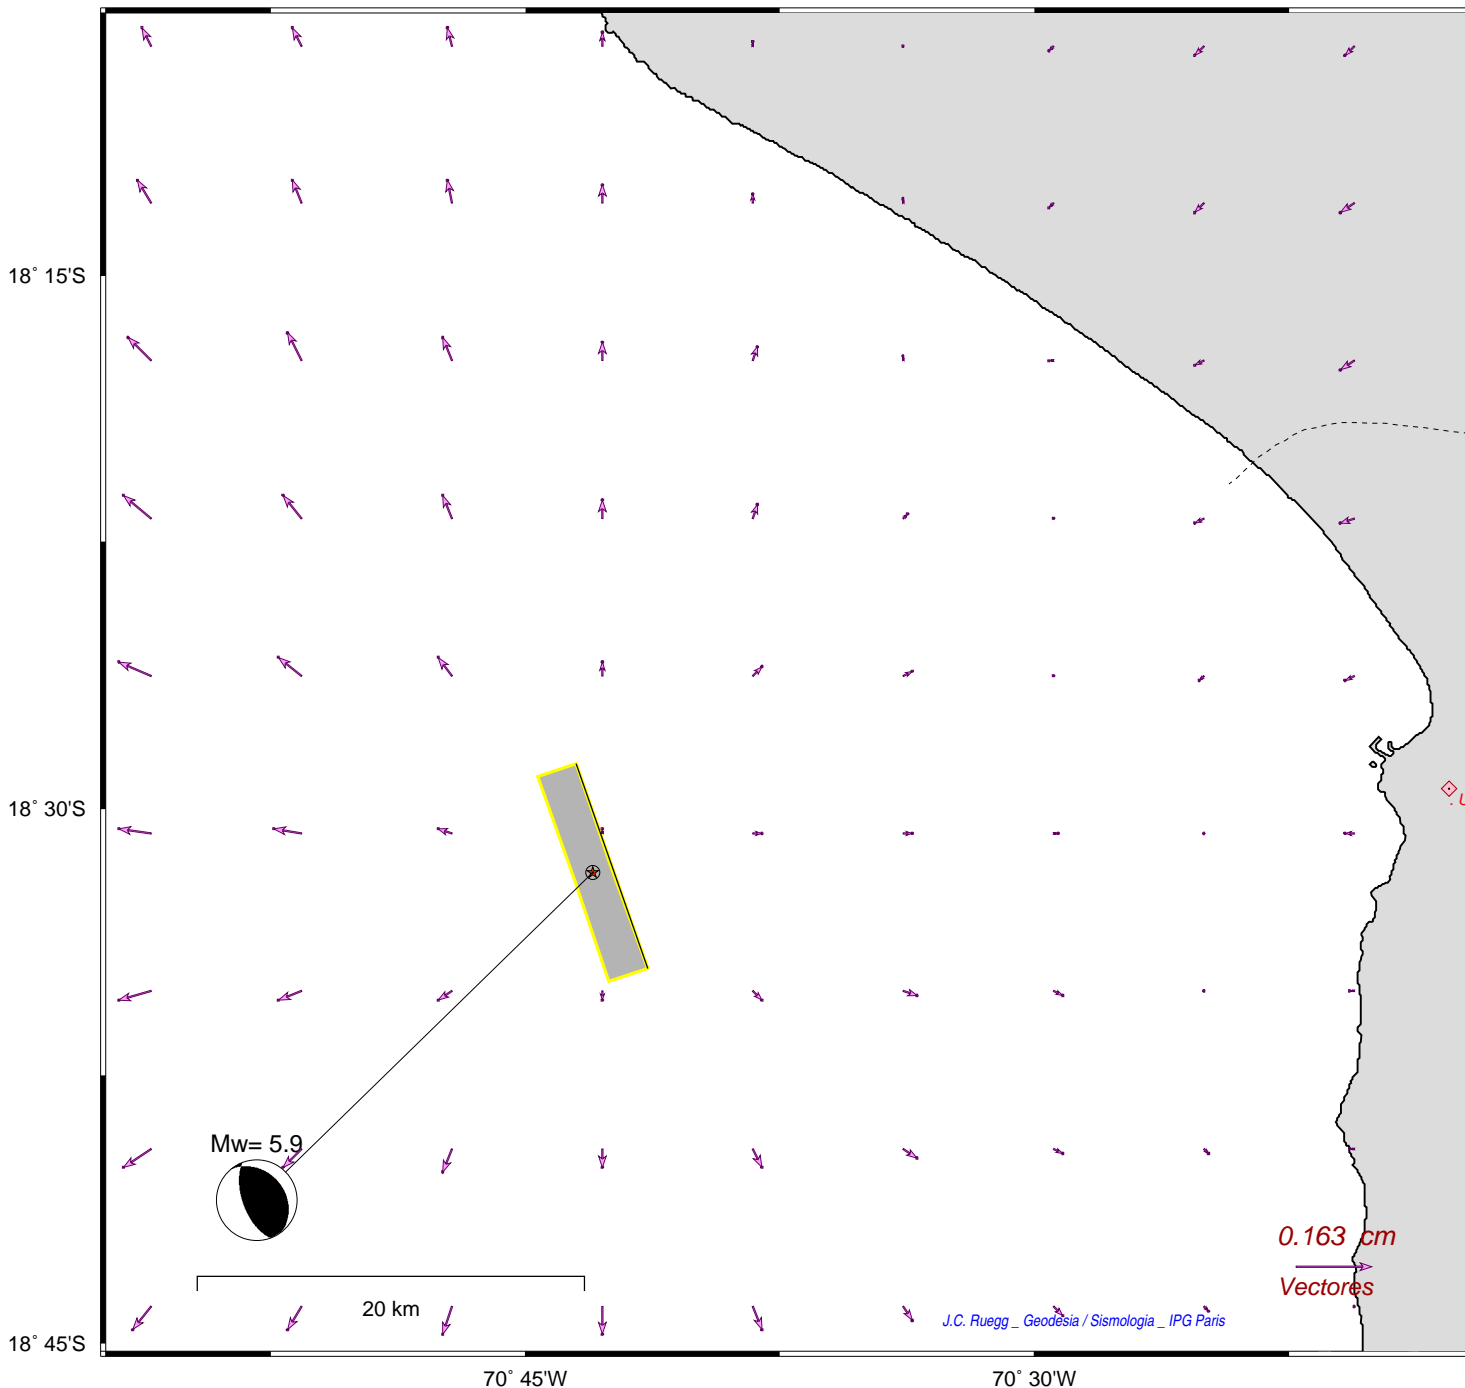 18° 15'S
18° 30'S
Mw= 5.9
0.163 cm
Vectores
20 km
J.C. Ruegg _ Geodesia / Sismologia _ IPG Paris
18° 45'S
70° 45'W
70° 30'W